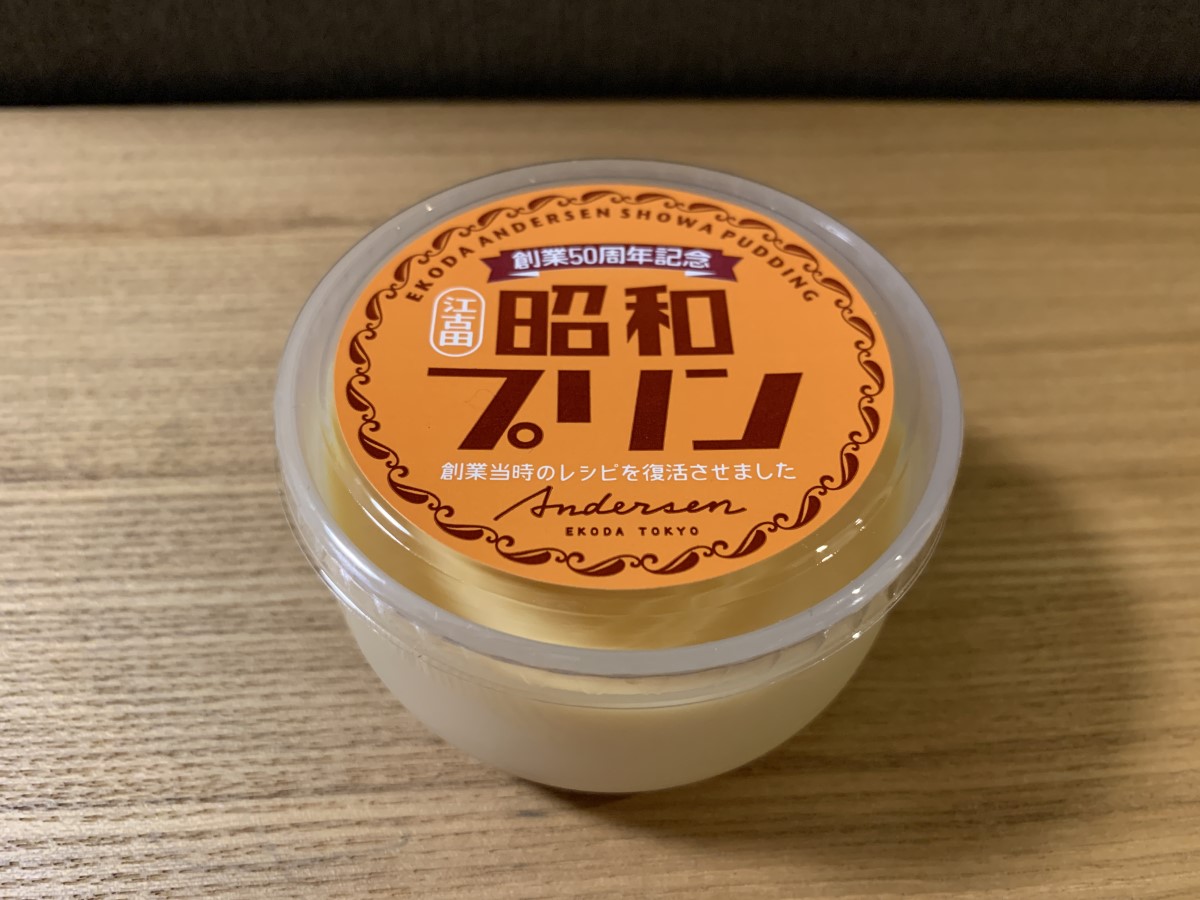 EKODA ANDERSEN SHOWA PUDDING
創業50周年記念
江古田
昭和
プリン
創業当時のレシピを復活させました
Andersen
EKODA TOKYO